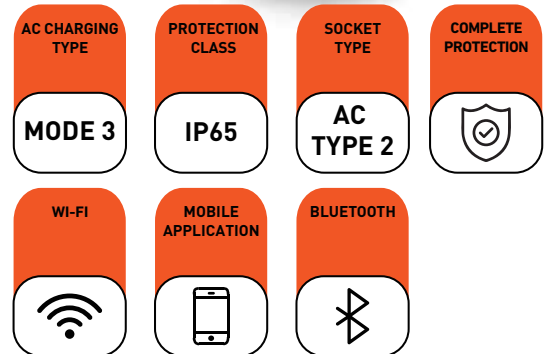 AC CHARGING
TYPE
MODE 3
PROTECTION
CLASS
IP65
SOCKET
TYPE
AC
TYPE 2
COMPLETE
PROTECTION
WI-FI
MOBILE
APPLICATION
BLUETOOTH